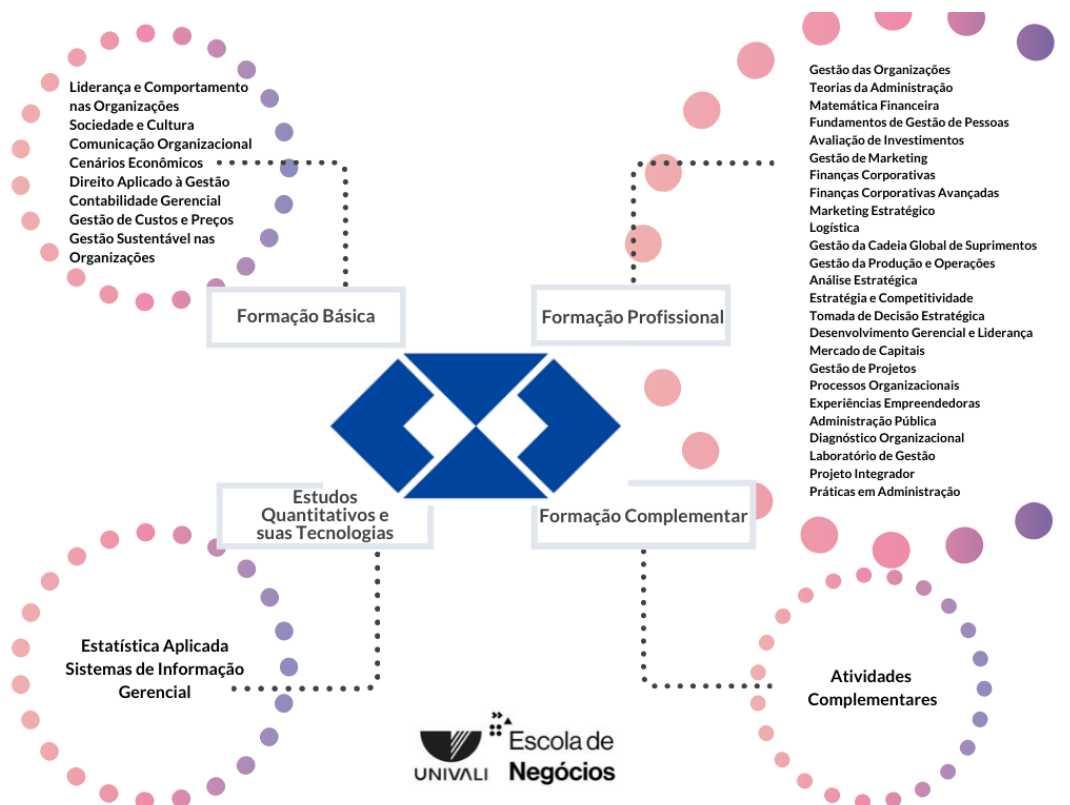 Liderança e Comportamento
nas Organizações
Sociedade e Cultura
Comunicação Organizacional
Cenários Econômicos
Direito Aplicado à Gestão
Contabilidade Gerencial
Gestão de Custos e Preços
Gestão Sustentável nas
Organizações
Formação Básica
Gestão das Organizações
Teorias da Administração
Matemática Financeira
Fundamentos de Gestão de Pessoas
Avaliação de Investimentos
Gestão de Marketing
Finanças Corporativas
Finanças Corporativas Avançadas
Marketing Estratégico
Logística
Gestão da Cadeia Global de Suprimentos
Gestão da Produção e Operações
Análise Estratégica
Estratégia e Competitividade
Tomada de Decisão Estratégica
Desenvolvimento Gerencial e Liderança
Mercado de Capitais
Gestão de Projetos
Processos Organizacionais
Experiências Empreendedoras
Administração Pública
Diagnóstico Organizacional
Laboratório de Gestão
Projeto Integrador
Práticas em Administração
Formação Profissional
Estudos
Quantitativos e
suas Tecnologias
Estatística Aplicada
Sistemas de Informação
Gerencial
Formação Complementar
Atividades
Complementares
UNIVALI
Escola de
Negócios